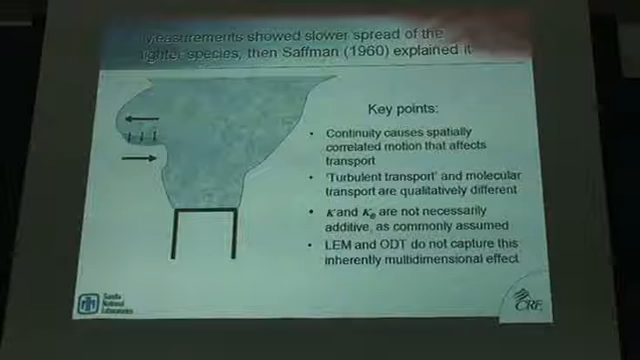 Measurements showed slower spread of the
lighter species, then Saffman (1960) explained it
Key points:
• Continuity causes spatially
correlated motion that affects
transport
• 'Turbulent transport' and molecular
transport are qualitatively different
• κ and κe are not necessarily
additive, as commonly assumed
• LEM and ODT do not capture this
inherently multidimensional effect
Sandia
National
Laboratories
CRF